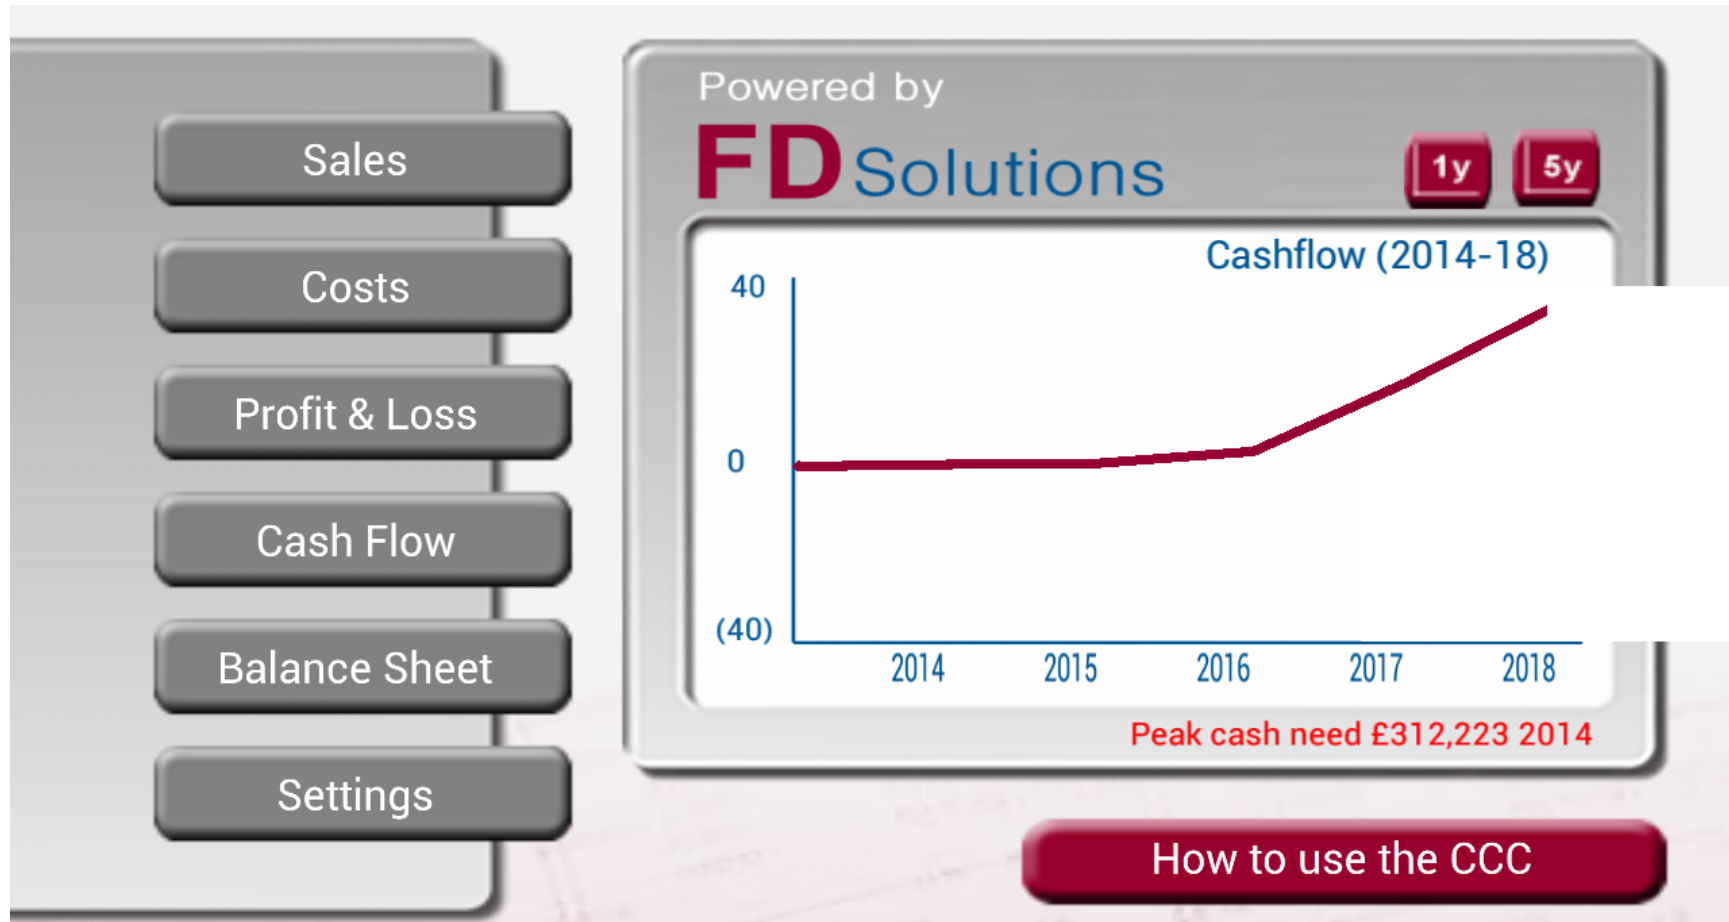 Sales
Costs
Profit & Loss
Cash Flow
Balance Sheet
Settings
Powered by
FD Solutions
1y
5y
Cashflow (2014-18)
40
0
(40)
2014 2015 2016 2017 2018
Peak cash need £312,223 2014
How to use the CCC